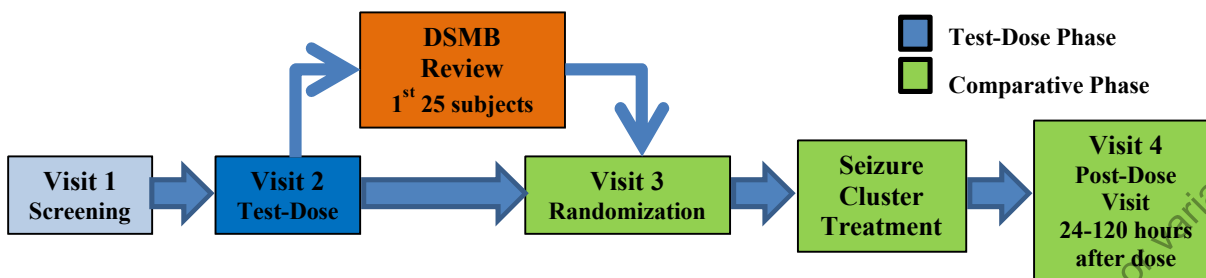 DSMB
Review
1st 25 subjects
Test-Dose Phase
Comparative Phase
Visit 1
Screening
Visit 2
Test-Dose
Visit 3
Randomization
Seizure
Cluster
Treatment
Visit 4
Post-Dose
Visit
24-120 hours
after dose